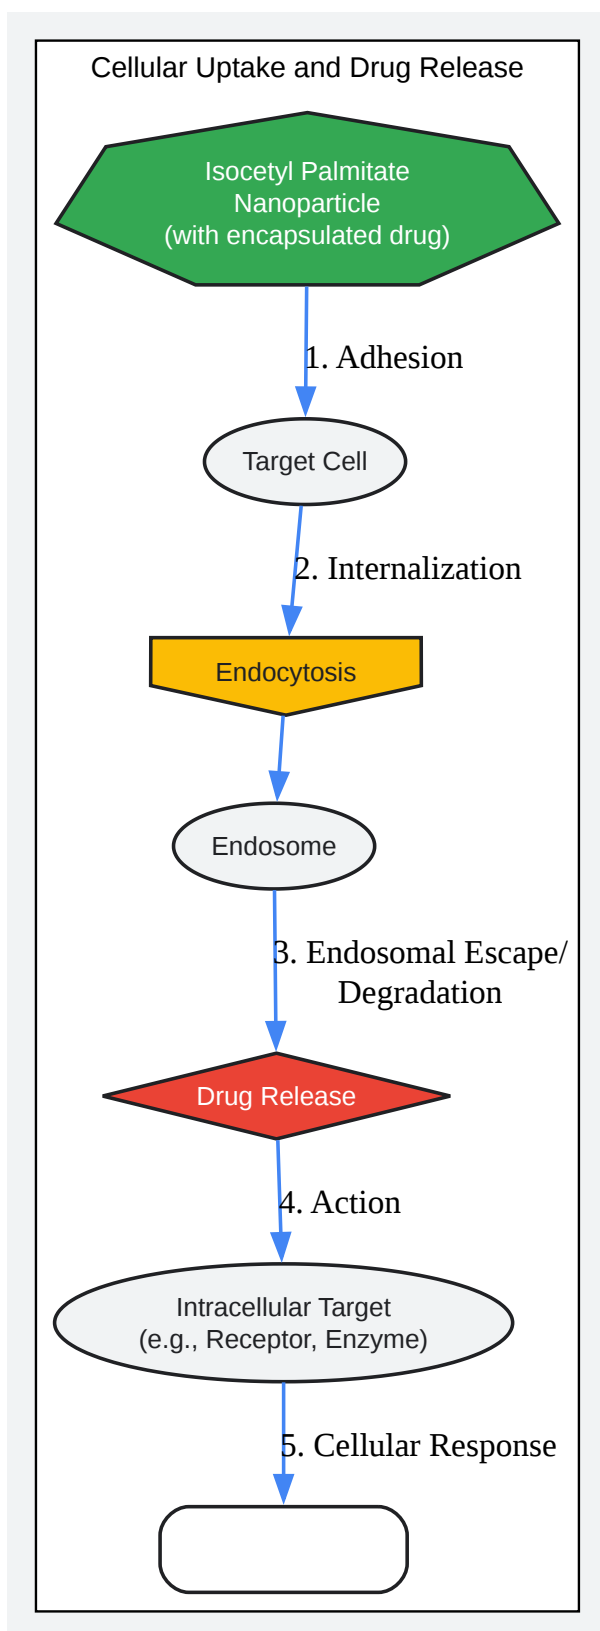 Cellular Uptake and Drug Release
Isocetyl Palmitate
Nanoparticle
(with encapsulated drug)
1. Adhesion
Target Cell
2. Internalization
Endocytosis
Endosome
3. Endosomal Escape/
Degradation
Drug Release
4. Action
Intracellular Target
(e.g., Receptor, Enzyme)
5. Cellular Response